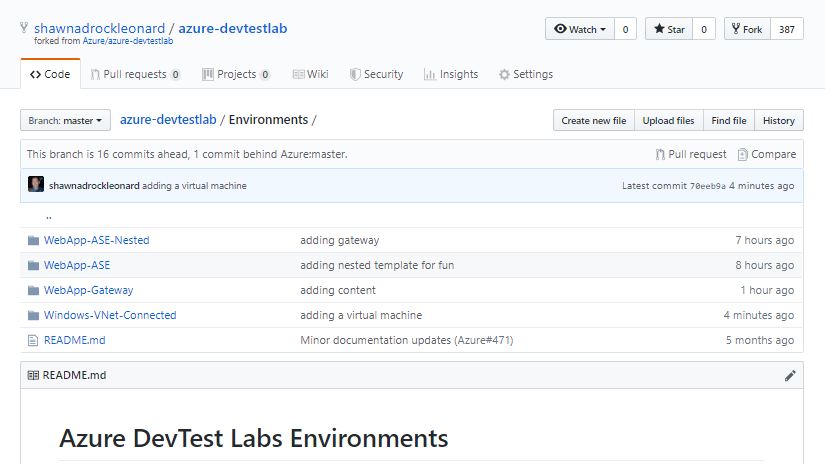 shawnadrockleonard / azure-devtestlab
forked from Azure/azure-devtestlab
Watch 0 Star 0 Fork 387
Code Pull requests 0 Projects 0 Wiki Security Insights Settings
Branch: master azure-devtestlab / Environments / Create new file Upload files Find file History
This branch is 16 commits ahead, 1 commit behind Azure:master. Pull request Compare
shawnadrockleonard adding a virtual machine Latest commit 70eeb9a 4 minutes ago
..
WebApp-ASE-Nested adding gateway 7 hours ago
WebApp-ASE adding nested template for fun 8 hours ago
WebApp-Gateway adding content 1 hour ago
Windows-VNet-Connected adding a virtual machine 4 minutes ago
README.md Minor documentation updates (Azure#471) 5 months ago
README.md
Azure DevTest Labs Environments